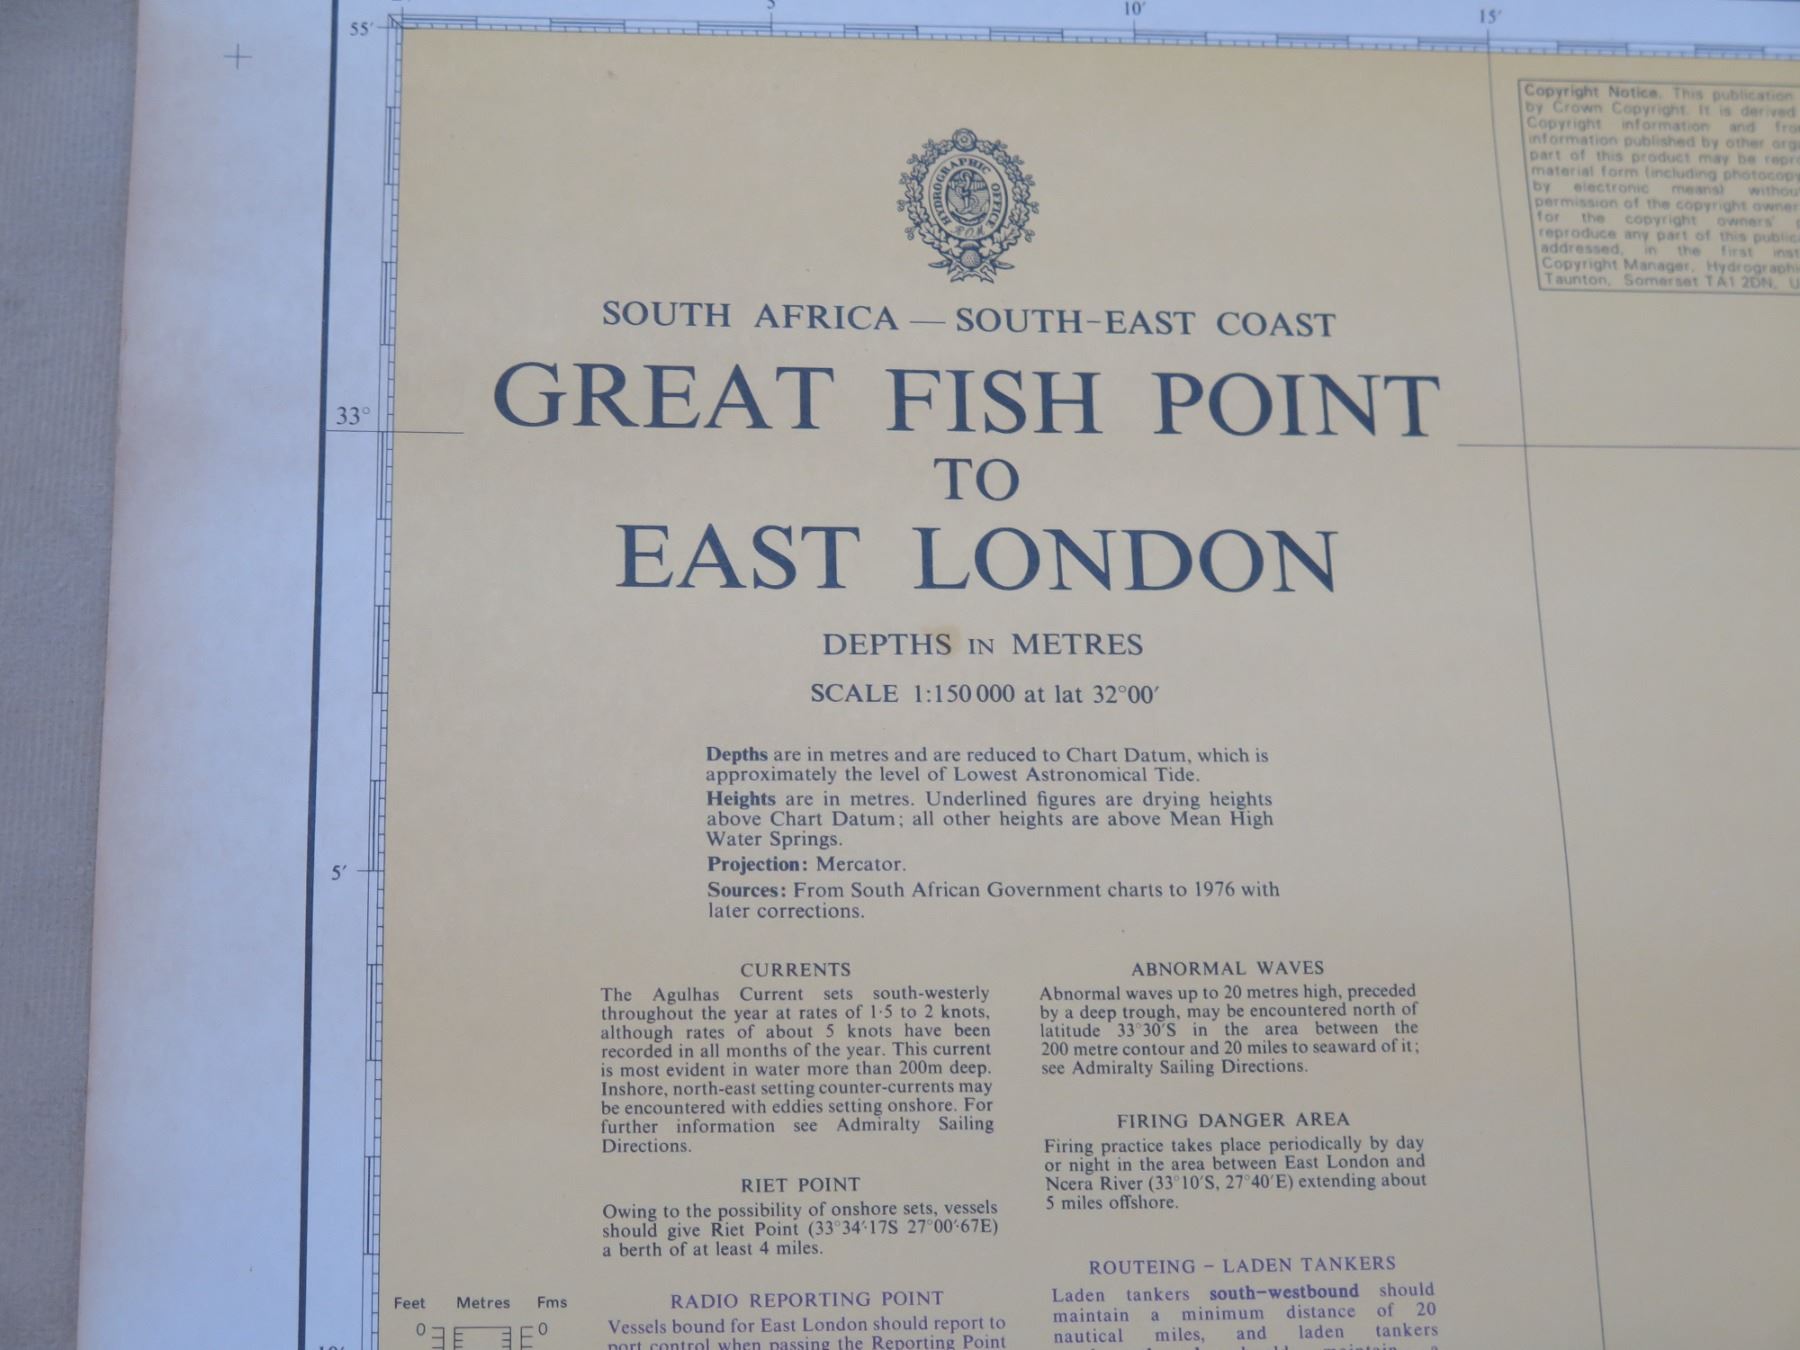 5
10′
15′
55′
Copyright Notice. This publication
by Crown Copyright. It is derived
Copyright information and
information published by other
part of this product may be
material form (including
by electronic means)
permission of the copyright owner
for the copyright owners'
reproduce any part of this
addressed, in the first
Copyright Manager,
Taunton, Somerset TA1 2DN,
HYDROGRAPHIC OFFICE
SOUTH AFRICA — SOUTH-EAST COAST
GREAT FISH POINT
33°
TO
EAST LONDON
DEPTHS IN METRES
SCALE 1:150 000 at lat 32°00′
Depths are in metres and are reduced to Chart Datum, which is
approximately the level of Lowest Astronomical Tide.
Heights are in metres. Underlined figures are drying heights
above Chart Datum; all other heights are above Mean High
Water Springs.
Projection: Mercator.
5′
Sources: From South African Government charts to 1976 with
later corrections.
CURRENTS
The Agulhas Current sets south-westerly
throughout the year at rates of 1·5 to 2 knots,
although rates of about 5 knots have been
recorded in all months of the year. This current
is most evident in water more than 200m deep.
Inshore, north-east setting counter-currents may
be encountered with eddies setting onshore. For
further information see Admiralty Sailing
Directions.
RIET POINT
Owing to the possibility of onshore sets, vessels
should give Riet Point (33°34′·17S 27°00′·67E)
a berth of at least 4 miles.
RADIO REPORTING POINT
Vessels bound for East London should report to
port control when passing the Reporting Point
ABNORMAL WAVES
Abnormal waves up to 20 metres high, preceded
by a deep trough, may be encountered north of
latitude 33°30′S in the area between the
200 metre contour and 20 miles to seaward of it;
see Admiralty Sailing Directions.
FIRING DANGER AREA
Firing practice takes place periodically by day
or night in the area between East London and
Ncera River (33°10′S, 27°40′E) extending about
5 miles offshore.
ROUTEING – LADEN TANKERS
Laden tankers south-westbound should
maintain a minimum distance of 20
nautical miles, and laden tankers
Feet Metres Fms
0 0